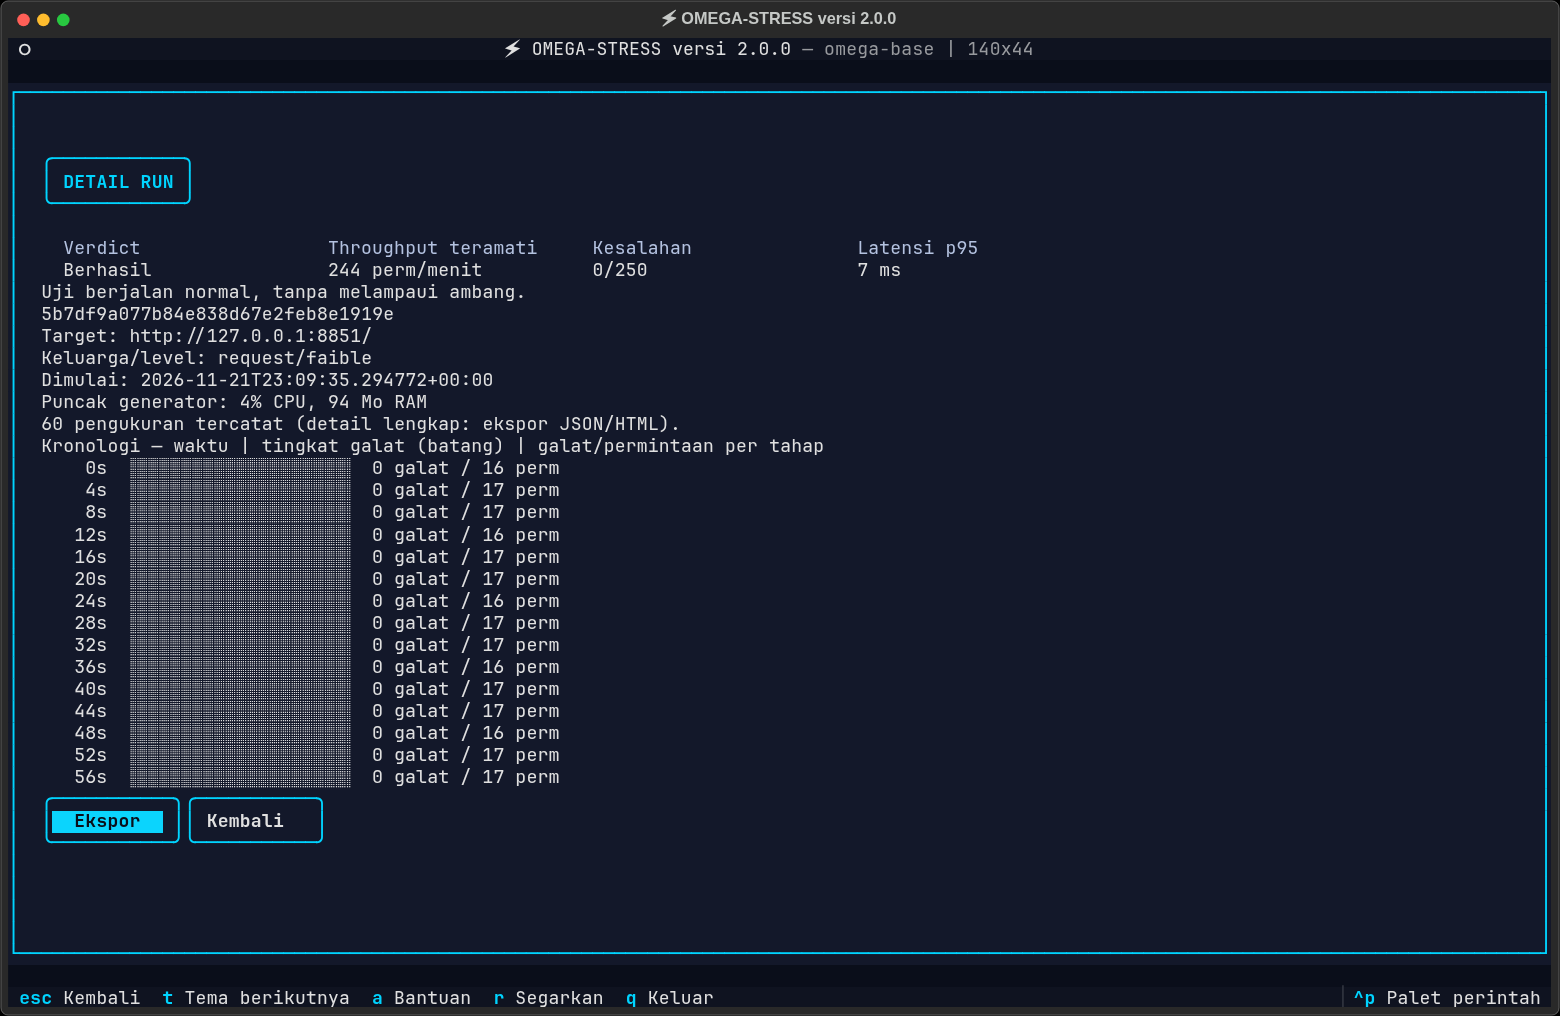 ⚡ OMEGA-STRESS versi 2.0.0
⚡ OMEGA-STRESS versi 2.0.0 — omega-base | 140x44
DETAIL RUN
Verdict Throughput teramati Kesalahan Latensi p95
Berhasil 244 perm/menit 0/250 7 ms
Uji berjalan normal, tanpa melampaui ambang.
5b7df9a077b84e838d67e2feb8e1919e
Target: http://127.0.0.1:8851/
Keluarga/level: request/faible
Dimulai: 2026-11-21T23:09:35.294772+00:00
Puncak generator: 4% CPU, 94 Mo RAM
60 pengukuran tercatat (detail lengkap: ekspor JSON/HTML).
Kronologi — waktu | tingkat galat (batang) | galat/permintaan per tahap
0s 0 galat / 16 perm
4s 0 galat / 17 perm
8s 0 galat / 17 perm
12s 0 galat / 16 perm
16s 0 galat / 17 perm
20s 0 galat / 17 perm
24s 0 galat / 16 perm
28s 0 galat / 17 perm
32s 0 galat / 17 perm
36s 0 galat / 16 perm
40s 0 galat / 17 perm
44s 0 galat / 17 perm
48s 0 galat / 16 perm
52s 0 galat / 17 perm
56s 0 galat / 17 perm
Ekspor Kembali
esc Kembali t Tema berikutnya a Bantuan r Segarkan q Keluar ^p Palet perintah